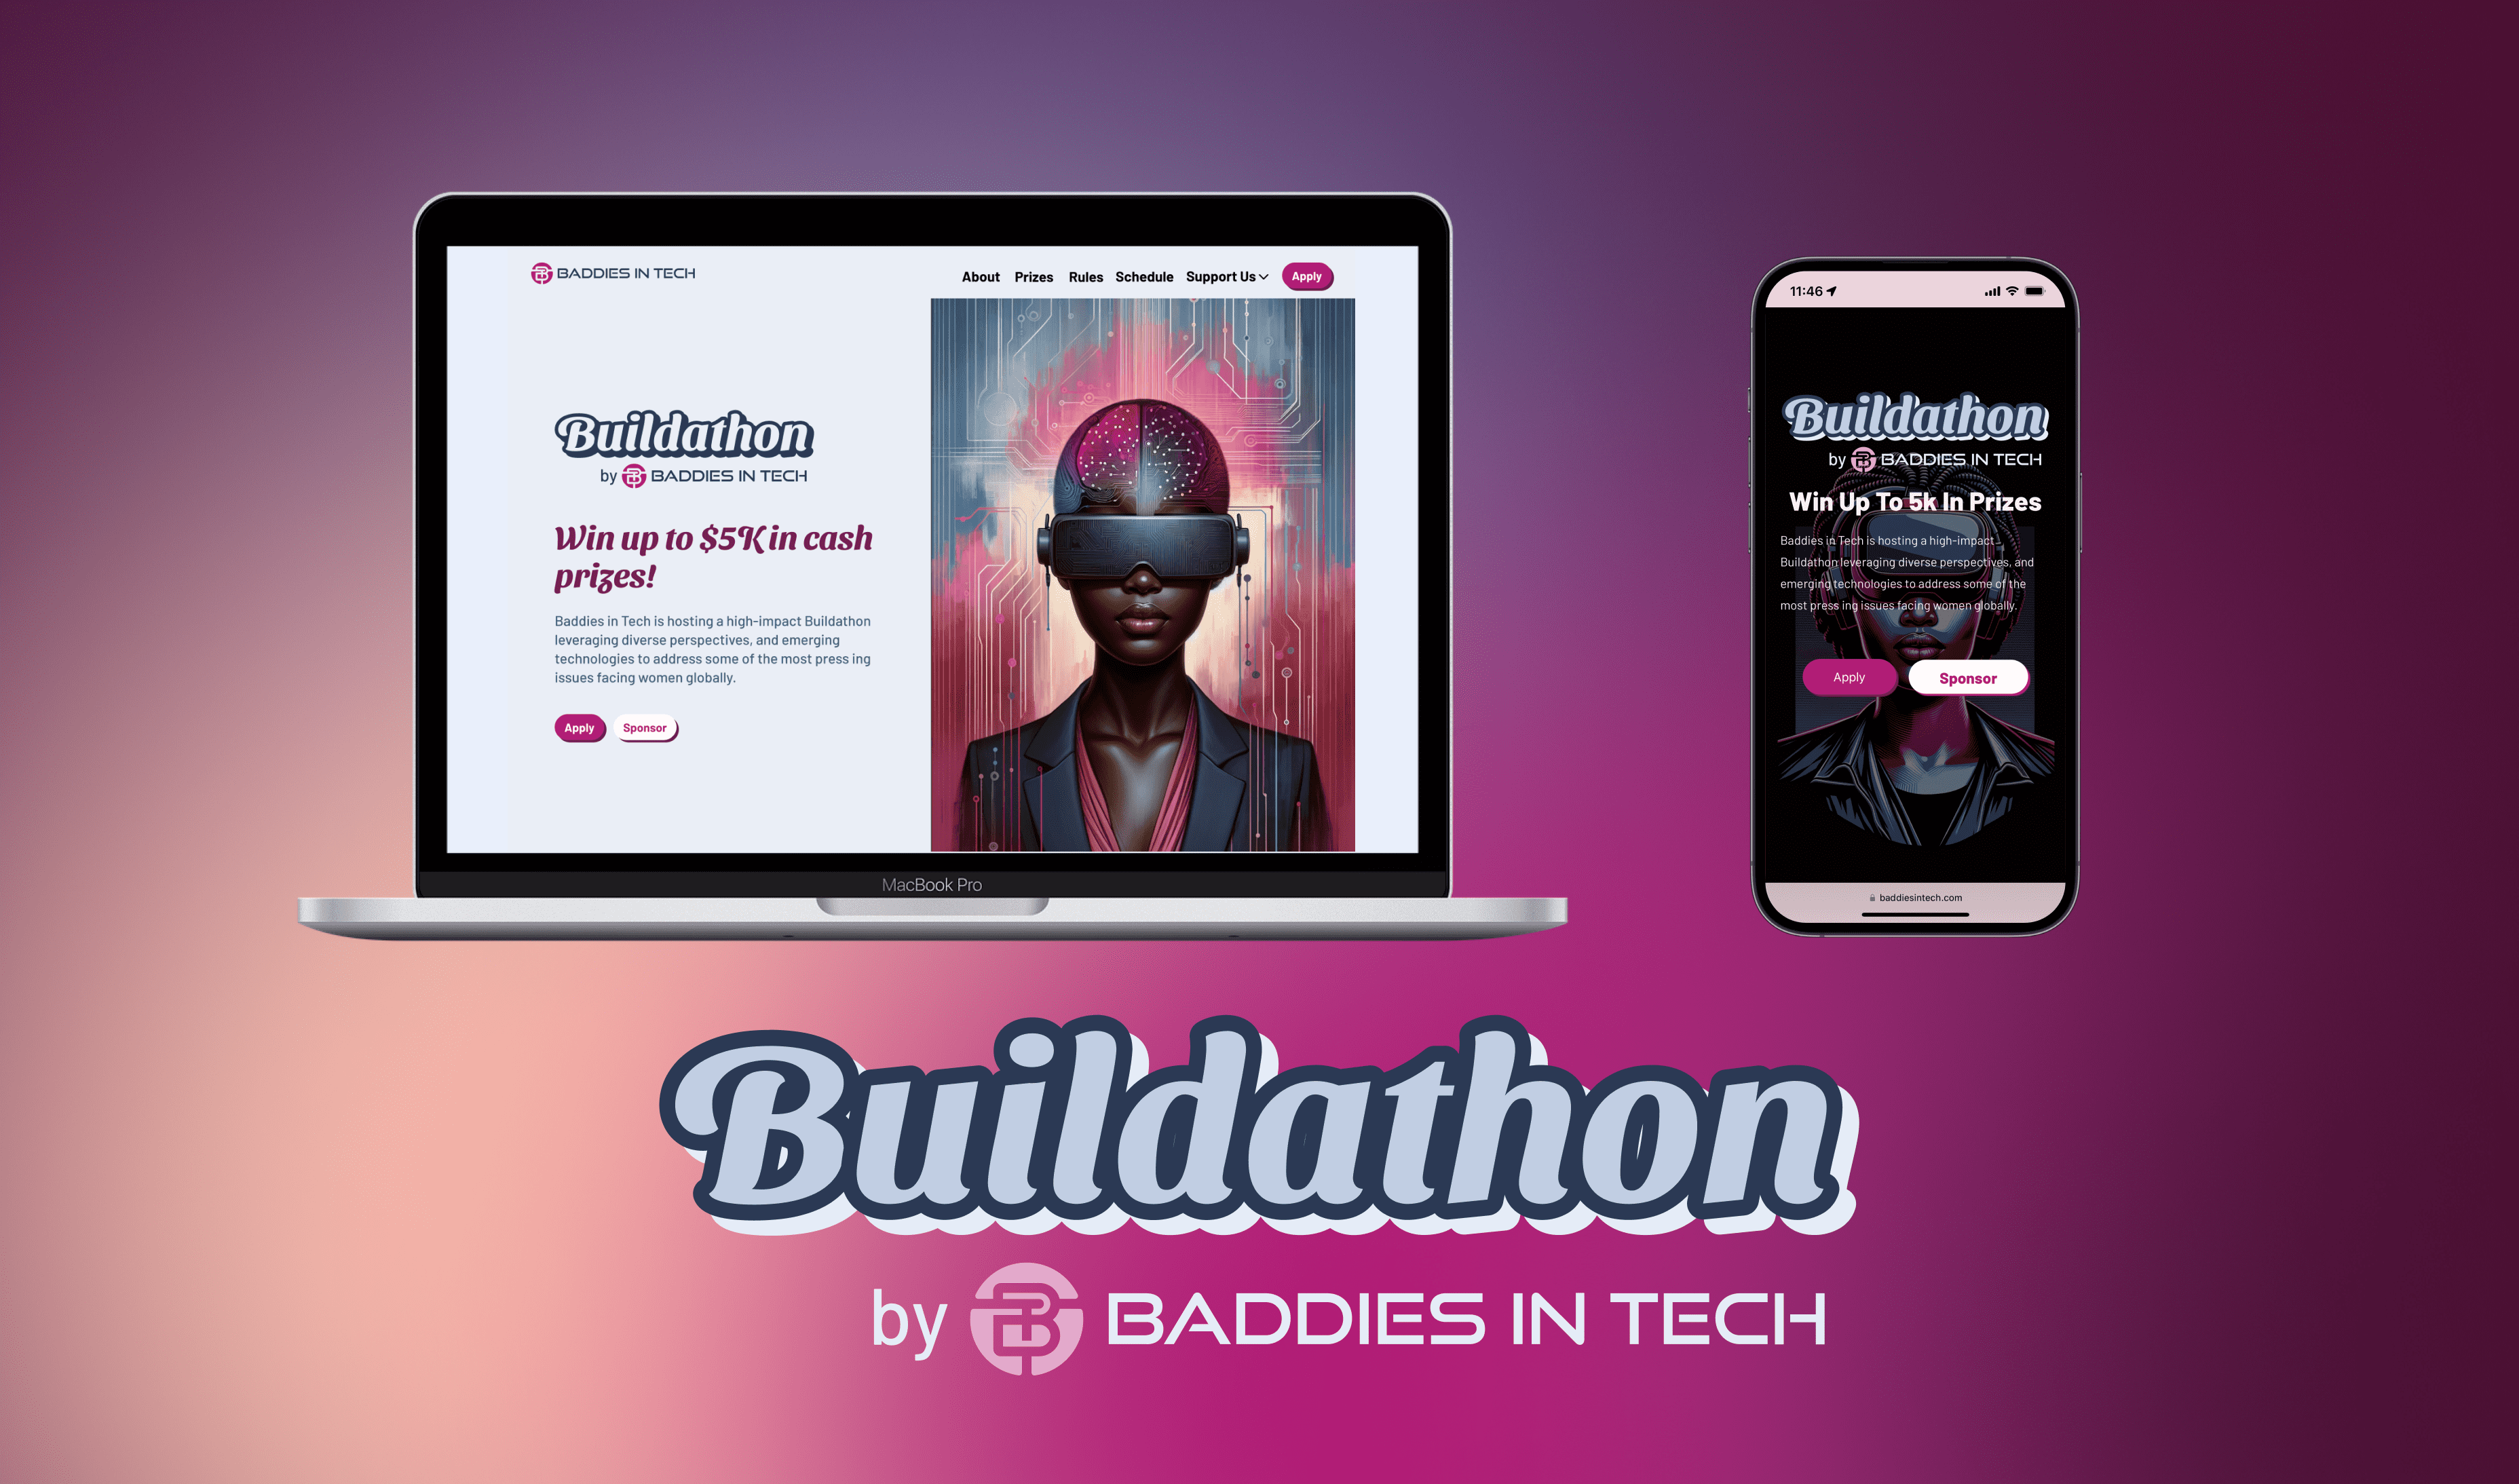 BADDIES IN TECH
About Prizes Rules Schedule Support Us Apply
Buildathon
by BADDIES IN TECH
Win up to $5K in cash
prizes!
Baddies in Tech is hosting a high-impact Buildathon
leveraging diverse perspectives, and emerging
technologies to address some of the most press ing
issues facing women globally.
Apply Sponsor
MacBook Pro
11:46
Buildathon
by BADDIES IN TECH
Win Up To 5k In Prizes
Baddies in Tech is hosting a high-impact
Buildathon leveraging diverse perspectives, and
emerging technologies to address some of the
most press ing issues facing women globally.
Apply Sponsor
baddiesintech.com
Buildathon
by BADDIES IN TECH